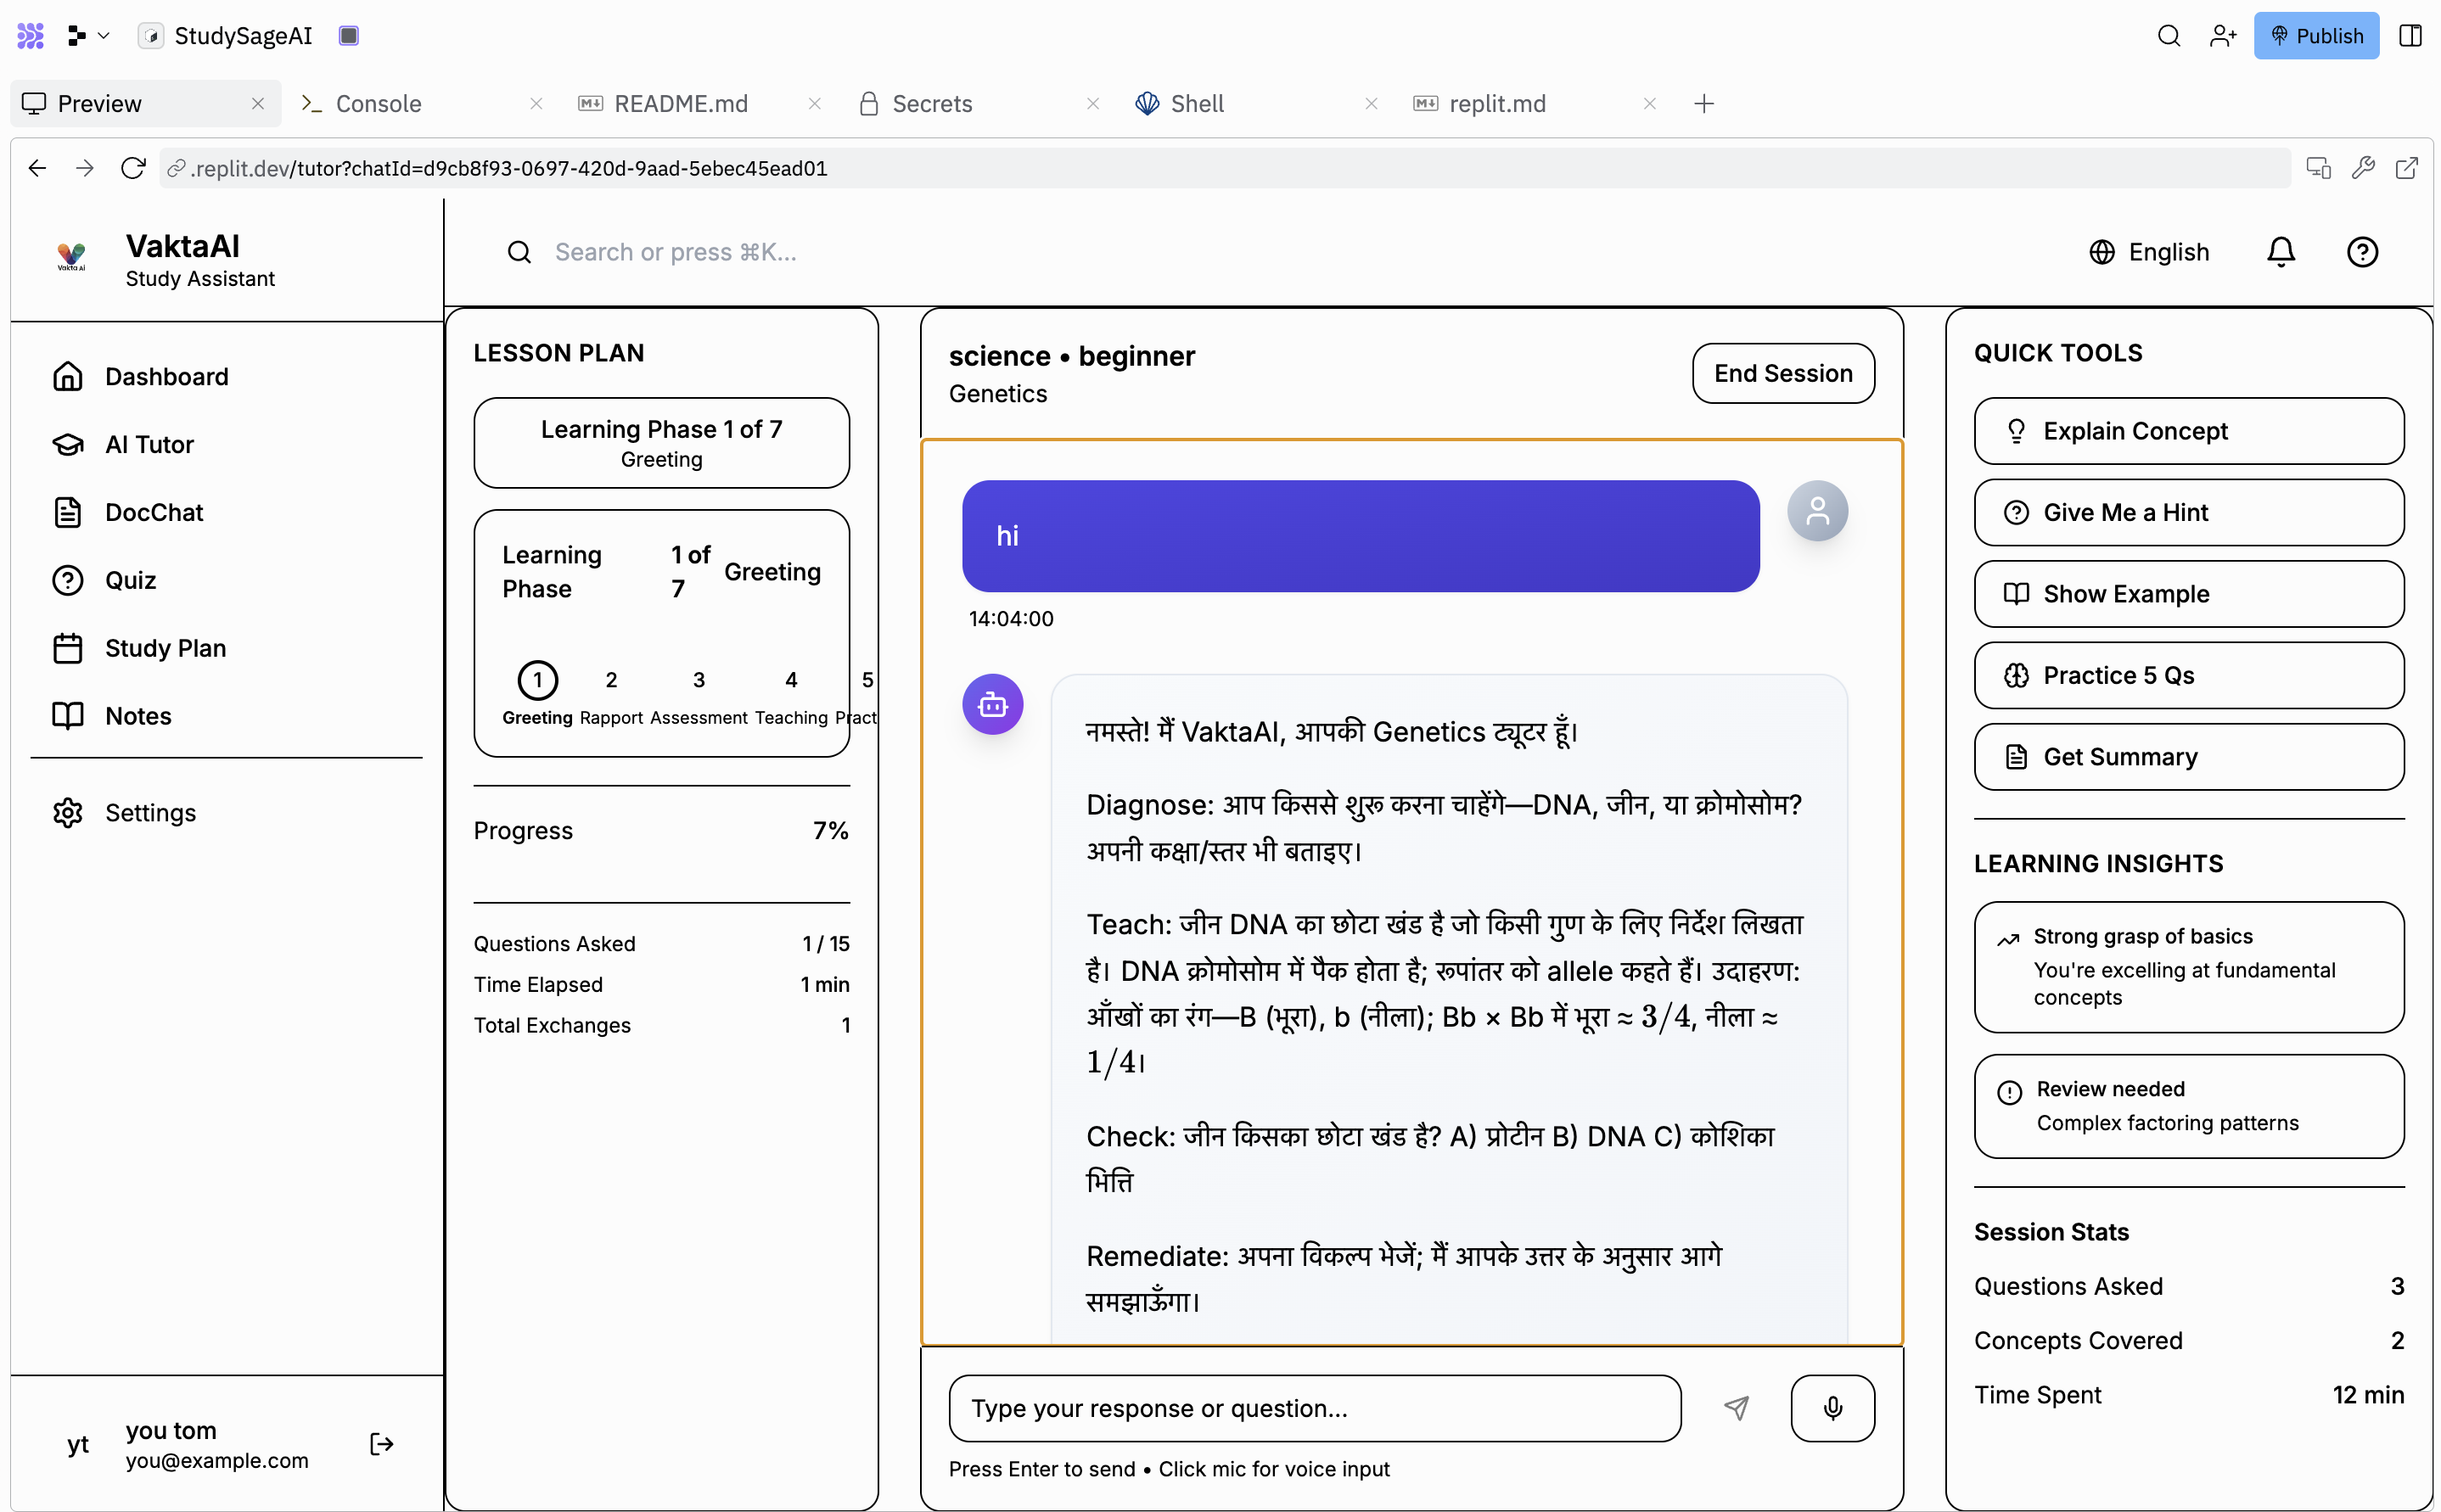 StudySageAI
Publish
Preview
Console
README.md
Secrets
Shell
replit.md
.replit.dev/tutor?chatId=d9cb8f93-0697-420d-9aad-5ebec45ead01
Vakta Ai
VaktaAI
Study Assistant
Search or press ⌘K...
English
Dashboard
AI Tutor
DocChat
Quiz
Study Plan
Notes
Settings
yt
you tom
you@example.com
LESSON PLAN
Learning Phase 1 of 7
Greeting
Learning Phase
1 of 7
Greeting
1 2 3 4 5
Greeting Rapport Assessment Teaching Pract
Progress 7%
Questions Asked 1 / 15
Time Elapsed 1 min
Total Exchanges 1
science • beginner
Genetics
End Session
hi
14:04:00
नमस्ते! मैं VaktaAI, आपकी Genetics ट्यूटर हूँ।
Diagnose: आप किससे शुरू करना चाहेंगे—DNA, जीन, या क्रोमोसोम?
अपनी कक्षा/स्तर भी बताइए।
Teach: जीन DNA का छोटा खंड है जो किसी गुण के लिए निर्देश लिखता
है। DNA क्रोमोसोम में पैक होता है; रूपांतर को allele कहते हैं। उदाहरण:
आँखों का रंग—B (भूरा), b (नीला); Bb × Bb में भूरा ≈ 3/4, नीला ≈
1/4।
Check: जीन किसका छोटा खंड है? A) प्रोटीन B) DNA C) कोशिका
भित्ति
Remediate: अपना विकल्प भेजें; मैं आपके उत्तर के अनुसार आगे
समझाऊँगा।
Type your response or question...
Press Enter to send • Click mic for voice input
QUICK TOOLS
Explain Concept
Give Me a Hint
Show Example
Practice 5 Qs
Get Summary
LEARNING INSIGHTS
Strong grasp of basics
You're excelling at fundamental
concepts
Review needed
Complex factoring patterns
Session Stats
Questions Asked 3
Concepts Covered 2
Time Spent 12 min